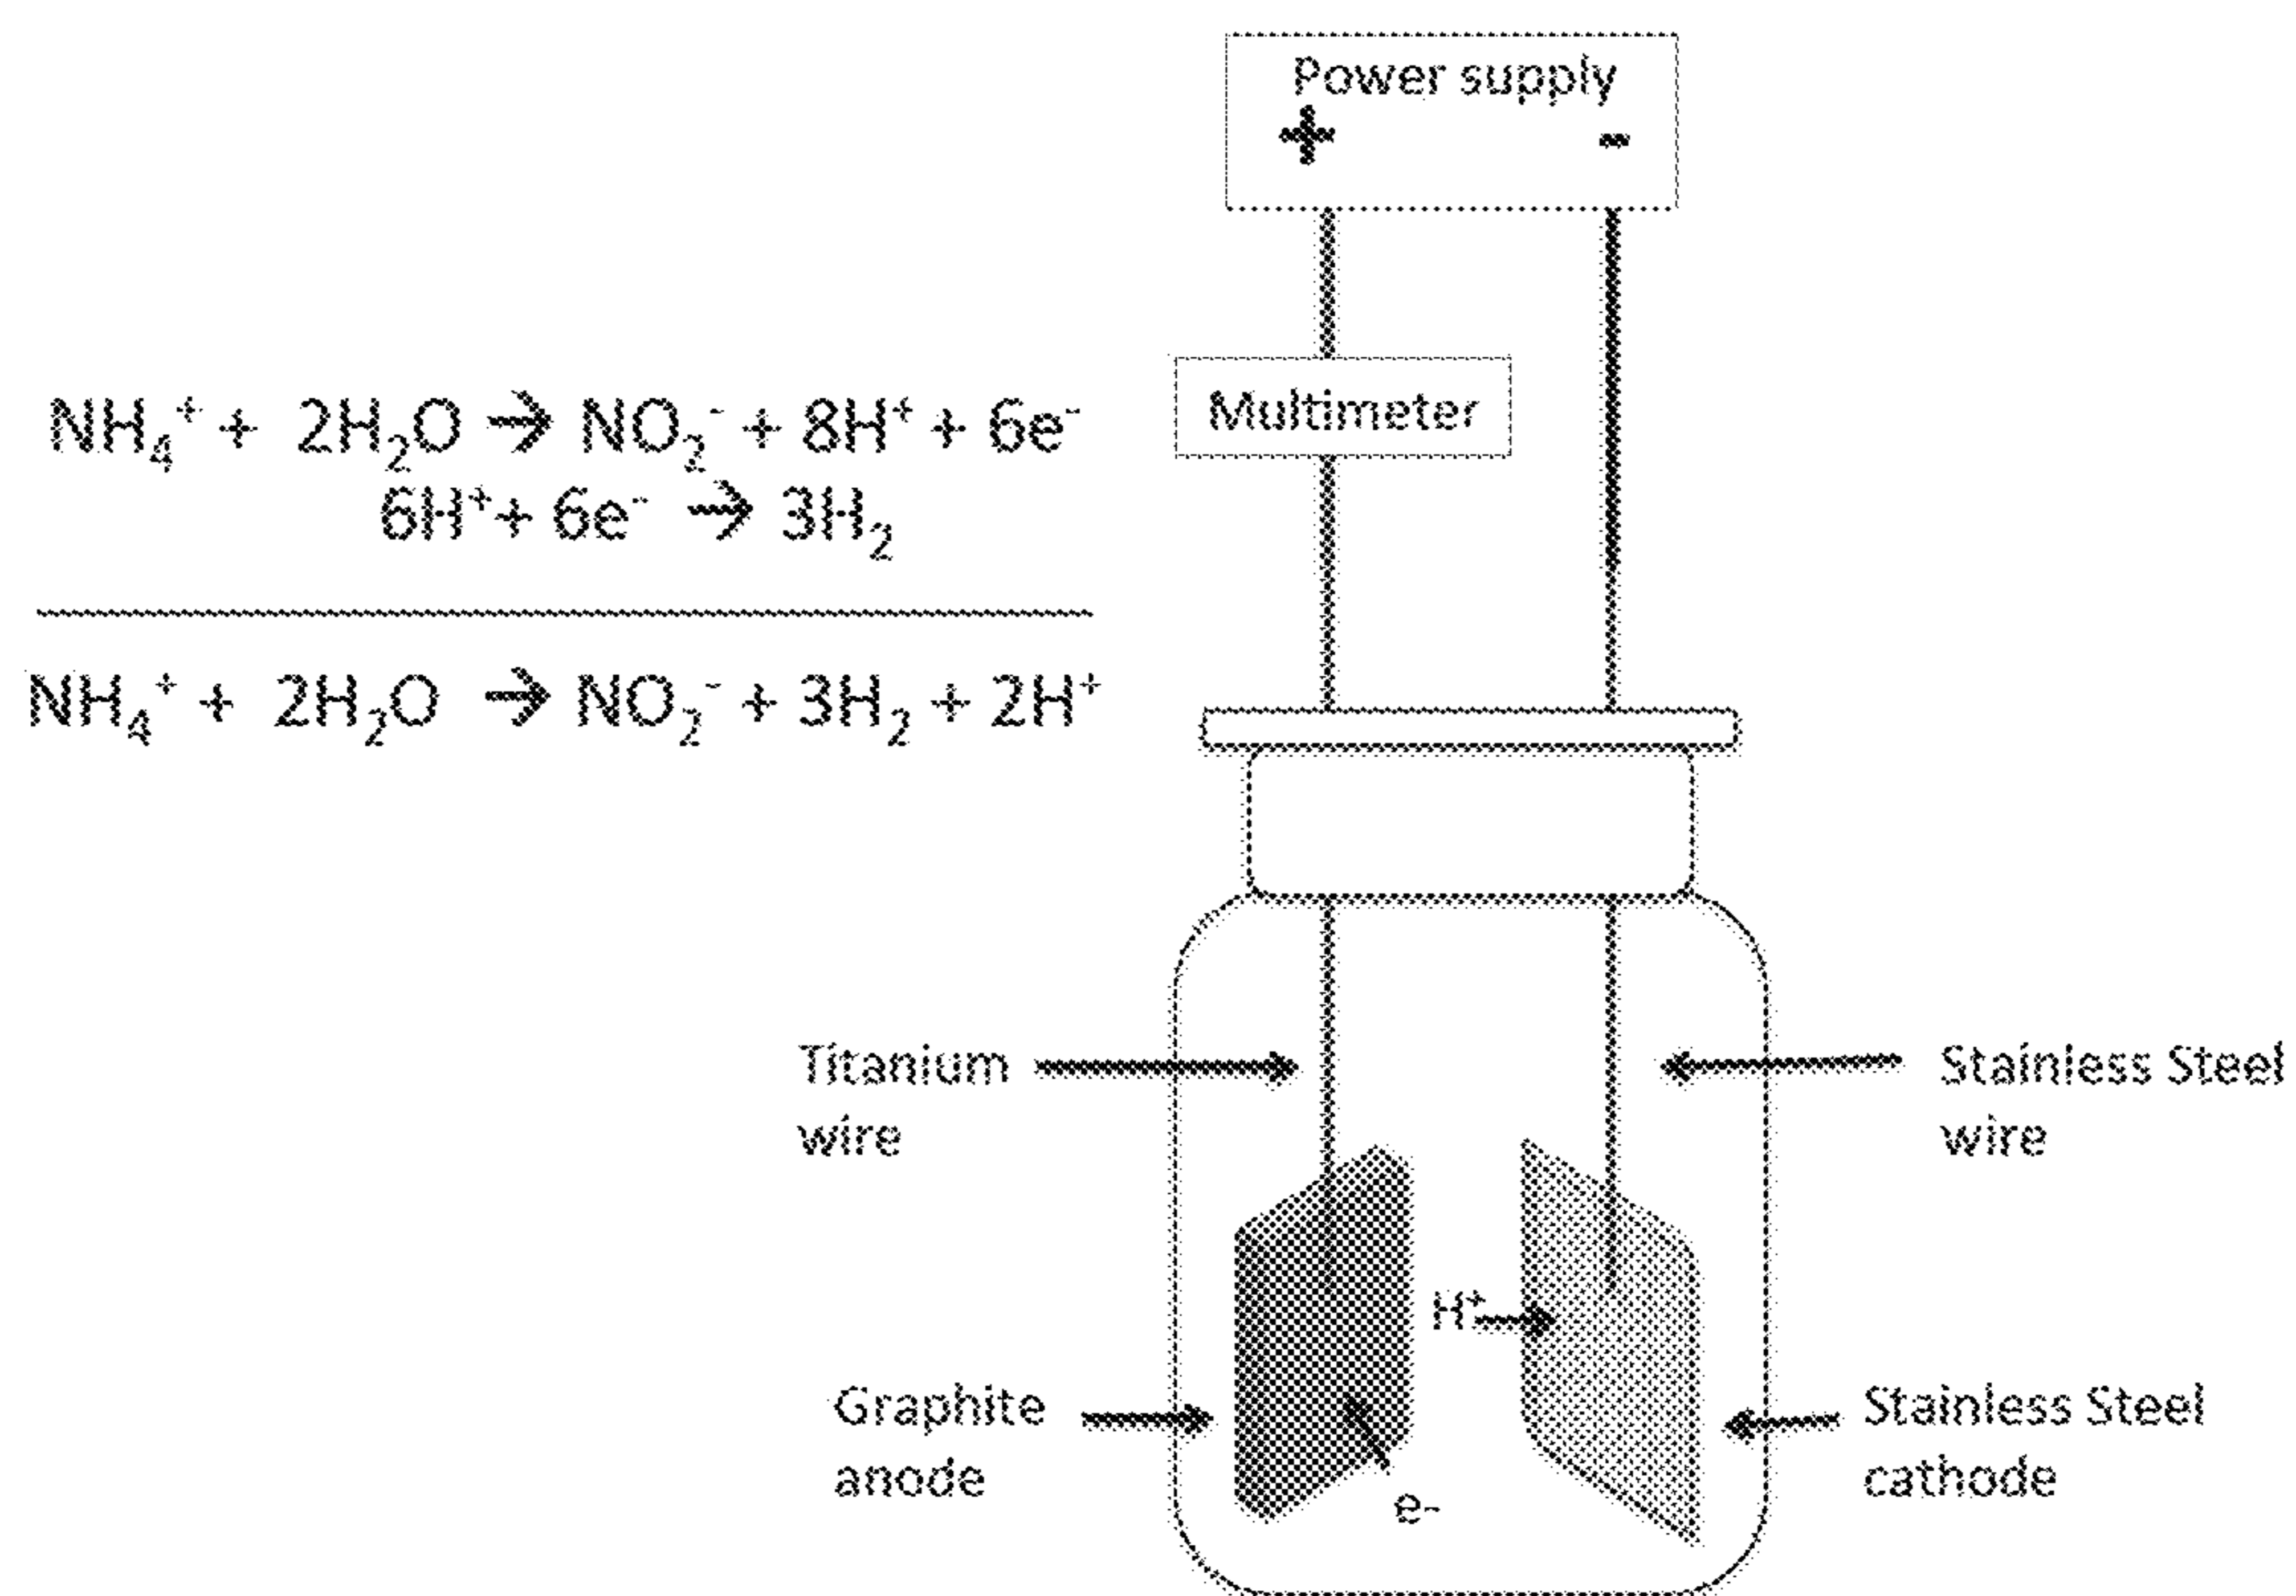 Power supply
+ -
Multimeter
NH₄⁺ + 2H₂O → NO₂⁻ + 8H⁺ + 6e⁻
6H⁺ + 6e⁻ → 3H₂
NH₄⁺ + 2H₂O → NO₂⁻ + 3H₂ + 2H⁺
Titanium
wire
Stainless Steel
wire
H⁺
Graphite
anode
Stainless Steel
cathode
e-